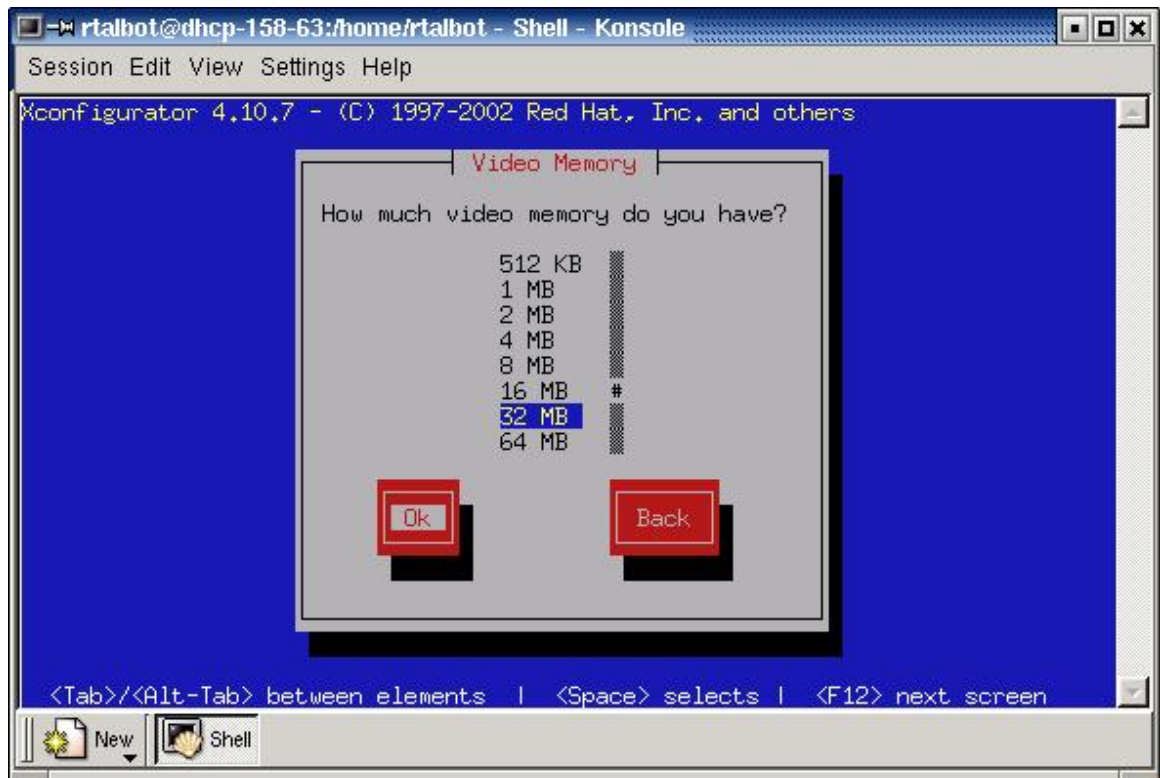 rtalbot@dhcp-158-63:/home/rtalbot - Shell - Konsole
Session Edit View Settings Help
Xconfigurator 4.10.7 - (C) 1997-2002 Red Hat, Inc. and others
Video Memory
How much video memory do you have?
512 KB
1 MB
2 MB
4 MB
8 MB
16 MB #
32 MB
64 MB
Ok Back
<Tab>/<Alt-Tab> between elements | <Space> selects | <F12> next screen
New Shell